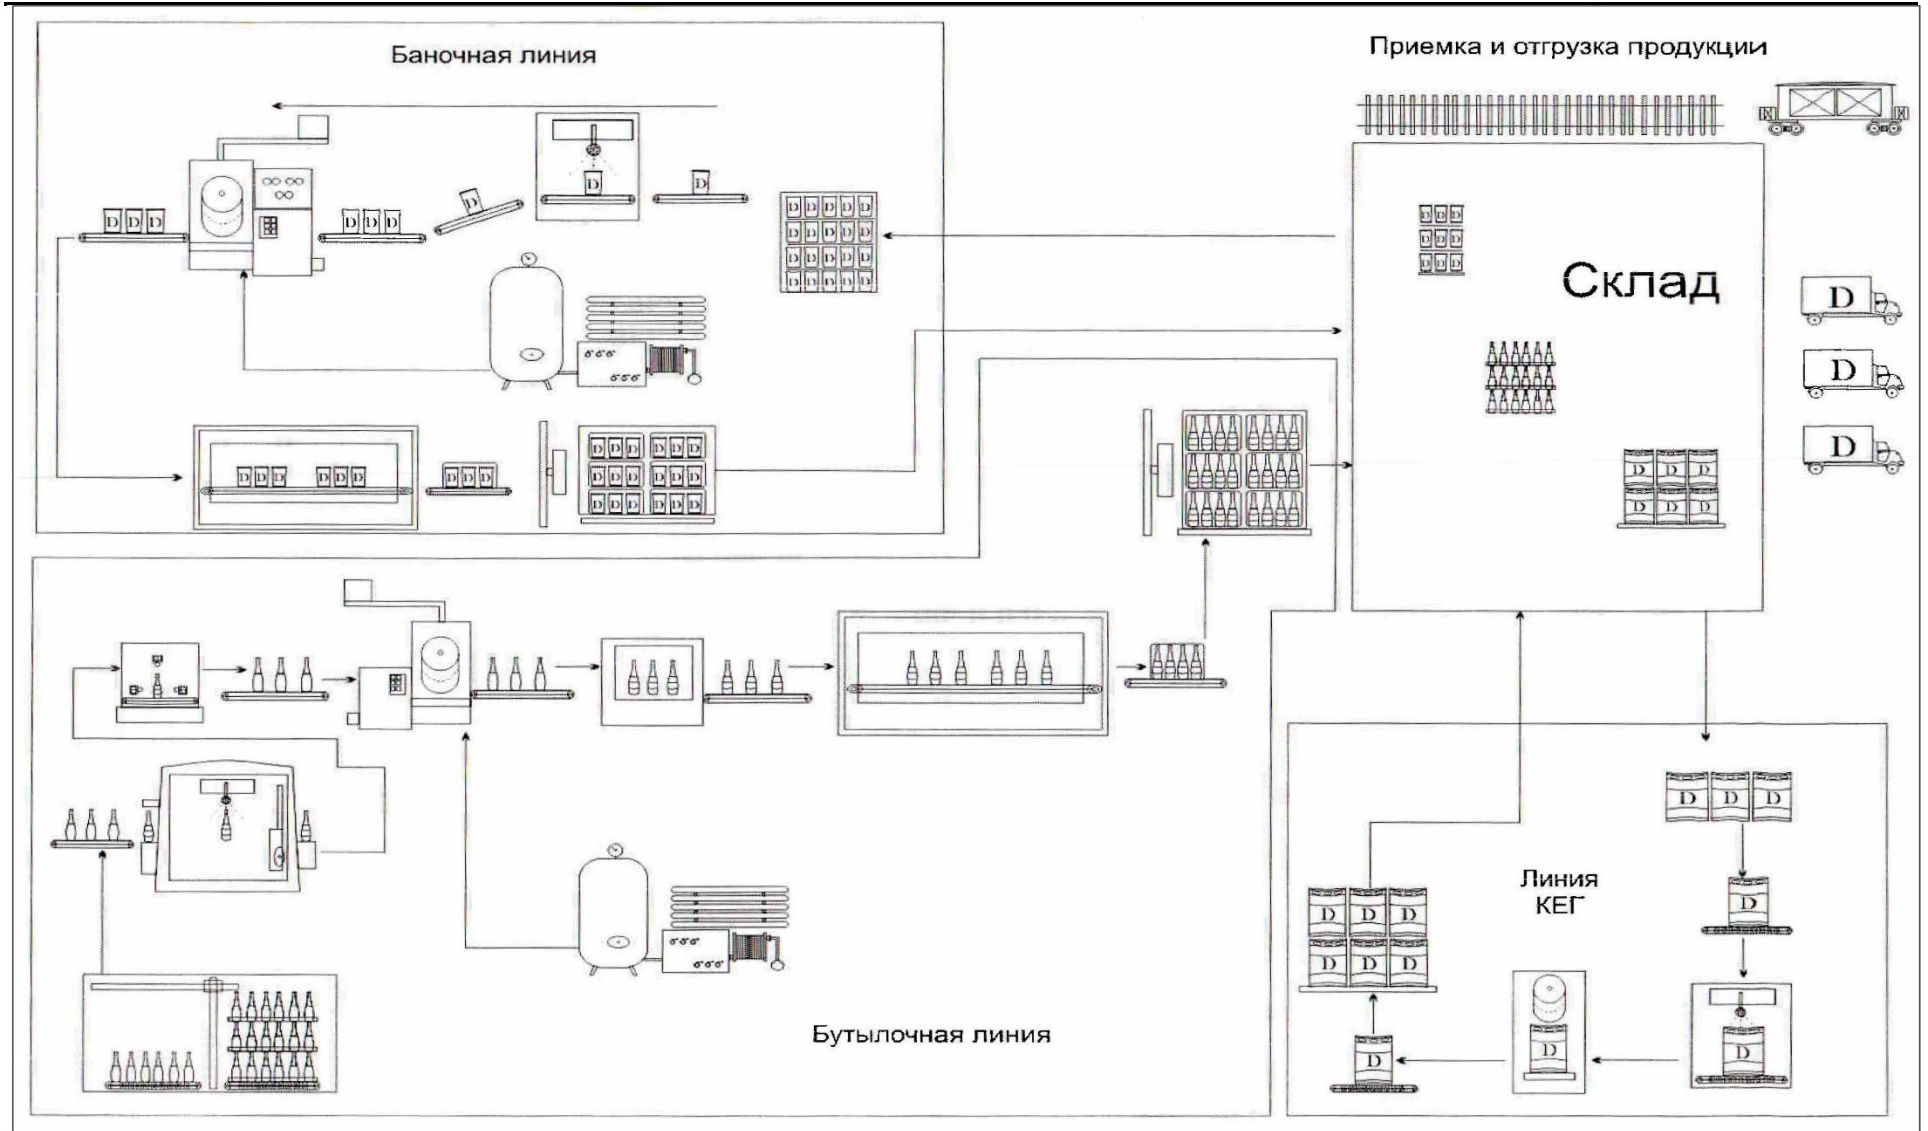 Баночная линия
Приемка и отгрузка продукции
Склад
D
D
D
Линия
КЕГ
Бутылочная линия